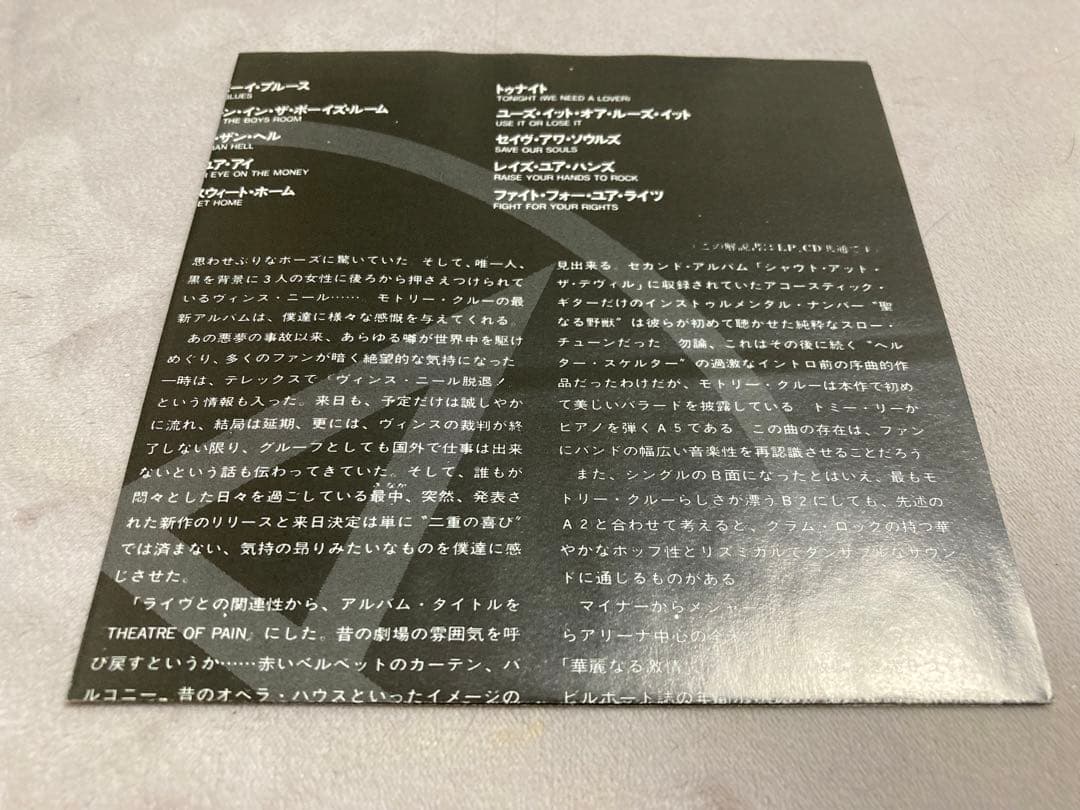 ーイ・ブルース
BLUES
ン・イン・ザ・ボーイズ・ルーム
THE BOYS ROOM
・ザン・ヘル
HAN HELL
ユア・アイ
EYE ON THE MONEY
スウィート・ホーム
ET HOME
トゥナイト
TONIGHT (WE NEED A LOVER)
ユーズ・イット・オア・ルーズ・イット
USE IT OR LOSE IT
セイヴ・アワ・ソウルズ
SAVE OUR SOULS
レイズ・ユア・ハンズ
RAISE YOUR HANDS TO ROCK
ファイト・フォー・ユア・ライツ
FIGHT FOR YOUR RIGHTS
(この解説書はLP、CD共通です)
思わせぶりなポーズに驚いていた。そして、唯一人、
黒を背景に3人の女性に後ろから押さえつけられて
いるヴィンス・ニール…… モトリー・クルーの最
新アルバムは、僕達に様々な感慨を与えてくれる。
あの悪夢の事故以来、あらゆる噂が世界中を駆け
めぐり、多くのファンが暗く絶望的な気持になった
一時は、テレックスで『ヴィンス・ニール脱退』
という情報も入った。来日も、予定だけは誠しやか
に流れ、結局は延期、更には、ヴィンスの裁判が終
了しない限り、グループとしても国外で仕事は出来
ないという話も伝わってきていた。そして、誰もが
悶々とした日々を過ごしている最中、突然、発表さ
さなか
れた新作のリリースと来日決定は単に“二重の喜び”
では済まない、気持の昂りみたいなものを僕達に感
じさせた。
「ライヴとの関連性から、アルバム・タイトルを
THEATRE OF PAIN』にした。昔の劇場の雰囲気を呼
び戻すというか……赤いベルベットのカーテン、バ
ルコニー。昔のオペラ・ハウスといったイメージの
見出来る。セカンド・アルバム「シャウト・アット・
ザ・デヴィル」に収録されていたアコースティック・
ギターだけのインストゥルメンタル・ナンバー“聖
なる野獣”は彼らが初めて聴かせた純粋なスロー・
チューンだった 勿論、これはその後に続く“ヘル
ター・スケルター”の過激なイントロ前の序曲的作
品だったわけだが、モトリー・クルーは本作で初め
て美しいバラードを披露している トミー・リーが
ピアノを弾くA5である この曲の存在は、ファン
にバンドの幅広い音楽性を再認識させることだろう
また、シングルのB面になったとはいえ、最もモ
トリー・クルーらしさが漂うB2にしても、先述の
A2と合わせて考えると、グラム・ロックの持つ華
やかなポップ性とリズミカルでダンサブルなサウン
ドに通じるものがある
マイナーからメジャー
らアリーナ中心の全
「華麗なる激情」
ビルボード誌の年間